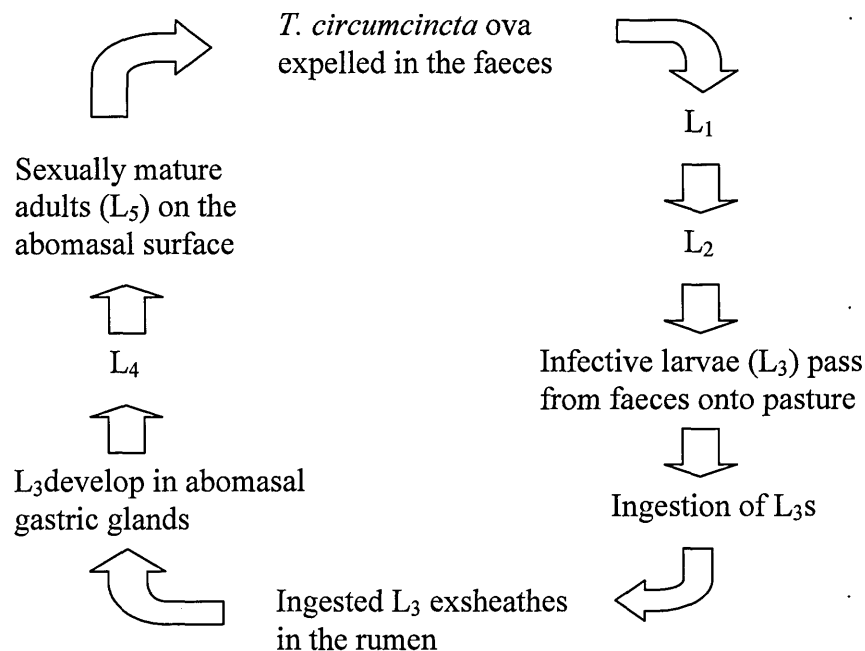 T. circumcincta ova
expelled in the faeces
L₁
L₂
Infective larvae (L₃) pass
from faeces onto pasture
Ingestion of L₃s
Ingested L₃ exsheathes
in the rumen
L₃develop in abomasal
gastric glands
L₄
Sexually mature
adults (L₅) on the
abomasal surface